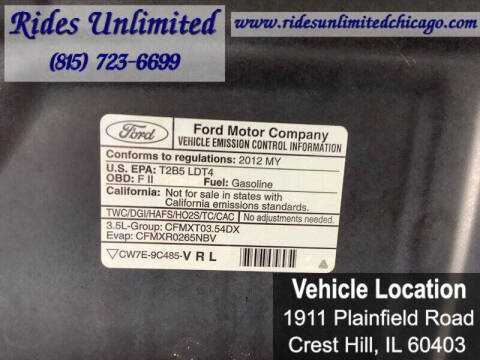 Rides Unlimited
(815) 723-6699
www.ridesunlimitedchicago.com
Ford
Ford Motor Company
VEHICLE EMISSION CONTROL INFORMATION
Conforms to regulations: 2012 MY
U.S. EPA: T2B5 LDT4
OBD: F II Fuel: Gasoline
California: Not for sale in states with
California emissions standards.
TWC/DGI/HAFS/HO2S/TC/CAC No adjustments needed.
3.5L-Group: CFMXT03.54DX
Evap: CFMXR0265NBV
CW7E-9C485-V R L
Vehicle Location
1911 Plainfield Road
Crest Hill, IL 60403